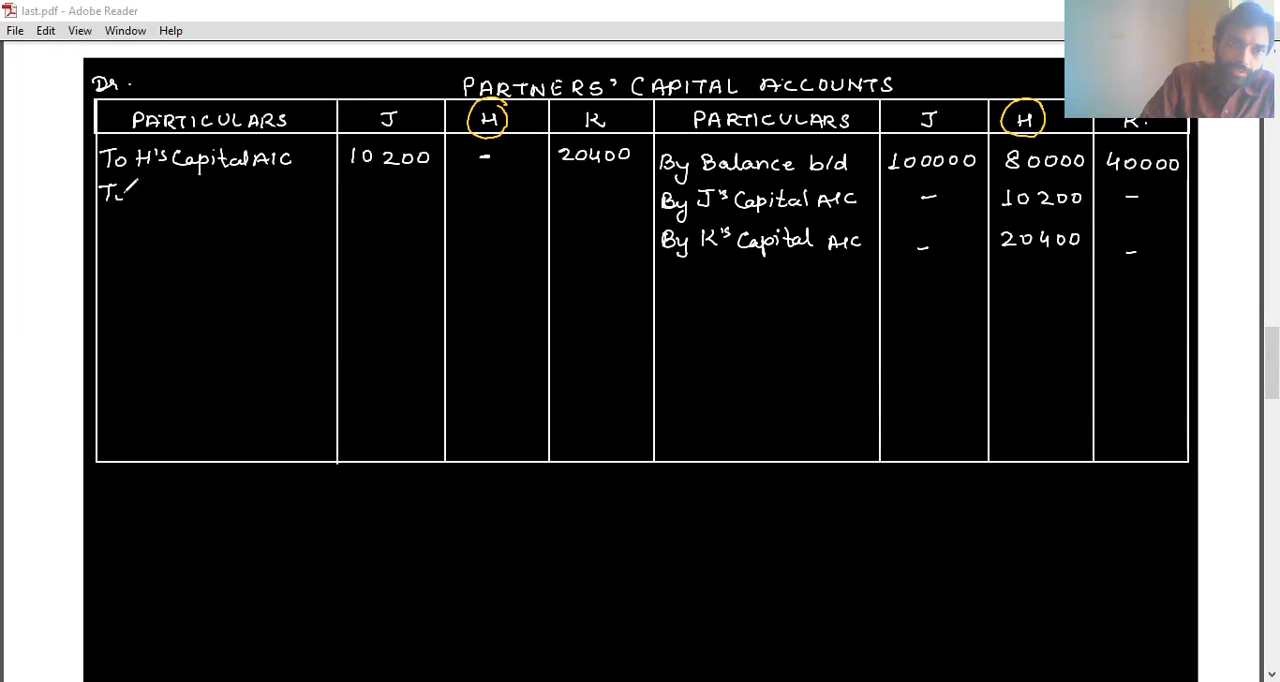 last.pdf - Adobe Reader
File Edit View Window Help
Dr. PARTNERS' CAPITAL ACCOUNTS
PARTICULARS J H K PARTICULARS J H K.
To H's Capital A/C 10200 - 20400 By Balance b/d 100000 80000 40000
To By J's Capital A/C - 10200 -
By K's Capital A/C - 20400 -